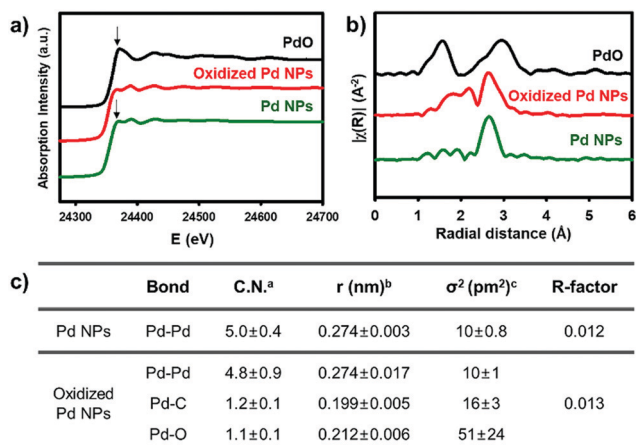 a)
Absorption Intensity (a.u.)
PdO
Oxidized Pd NPs
Pd NPs
24300 24400 24500 24600 24700
E (eV)
b)
|χ(R)| (Å⁻²)
PdO
Oxidized Pd NPs
Pd NPs
0 1 2 3 4 5 6
Radial distance (Å)
c)
Bond C.N.ᵃ r (nm)ᵇ σ² (pm²)ᶜ R-factor
Pd NPs Pd-Pd 5.0±0.4 0.274±0.003 10±0.8 0.012
Pd-Pd 4.8±0.9 0.274±0.017 10±1
Oxidized
Pd NPs
Pd-C 1.2±0.1 0.199±0.005 16±3 0.013
Pd-O 1.1±0.1 0.212±0.006 51±24